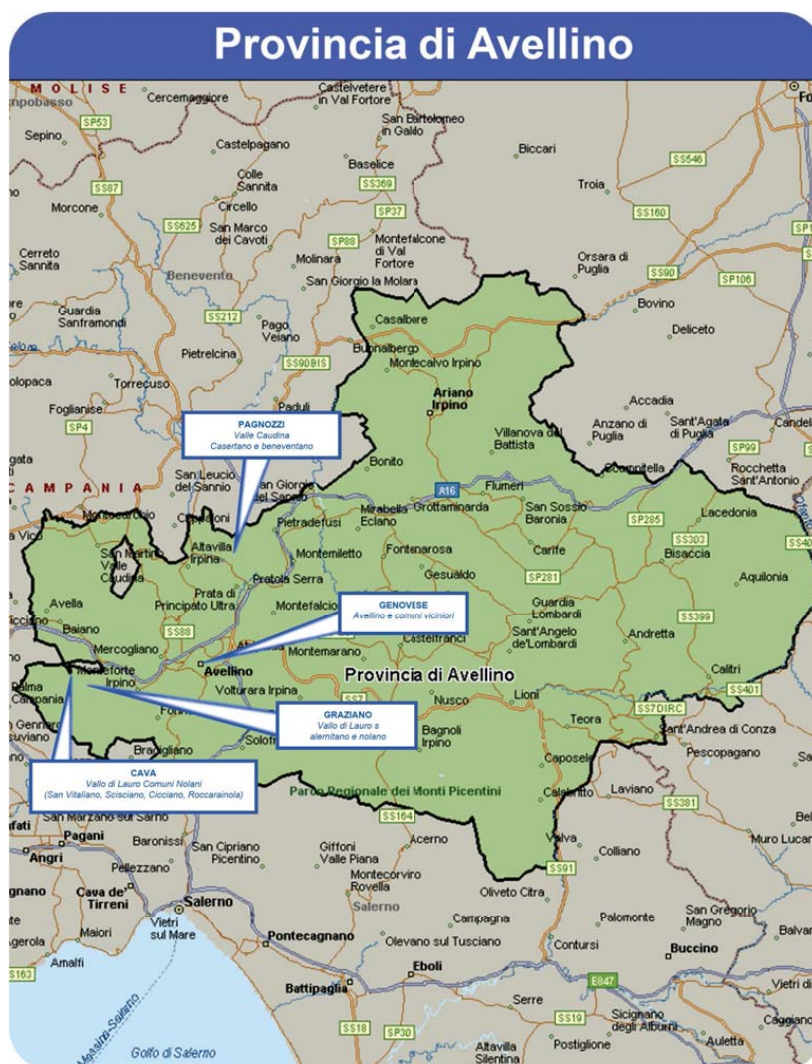 Provincia di Avellino
MOLISE
Cercemaggiore
Castelvetere
in Val Fortore
SP53
San Bartolomeo
in Galdo
Sepino
Castelpagano
Biccari
SS546
Baselice
SS87
Colle
Sannita
SS369
Troia
Morcone
Circello
SP37
SS160
SS625
San Marco
dei Cavoti
SP88
Montefalcone
di Val
Fortore
Cerreto
Sannita
Molinara
Orsara di
Puglia
SS90
SP106
Benevento
San Giorgio la Molara
Guardia
Sanframondi
Bovino
SS212
Pago
Veiano
Casalbore
Deliceto
Pietrelcina
Buonalbergo
SS90BIS
Montecalvo Irpino
Torrecuso
Ariano
Irpino
Accadia
Foglianise
Paduli
SP4
Anzano di
Puglia
Sant'Agata
di Puglia
PAGNOZZI
Valle Caudina
Casertano e beneventano
Villanova del
Battista
SP99
Bonito
Rocchetta
Sant'Antonio
San Leucio
del Sannio
CAMPANIA
A16
Flumeri
Grottaminarda
Mirabella
Eclano
San Sossio
Baronia
Lacedonia
Pietradefusi
SP285
SS303
Altavilla
Irpina
San Martino
Valle
Caudina
Montemiletto
Fontanarosa
Carife
Bisaccia
Gesualdo
SP281
Aquilonia
Pratola Serra
Prata di
Principato Ultra
Avella
Guardia
Lombardi
GENOVISE
Avellino e comuni viciniori
SS399
Baiano
SS88
Sant'Angelo
de'Lombardi
Andretta
Mercogliano
Castelfranci
Montemarano
Avellino
Provincia di Avellino
Calitri
Monteforte
Irpino
Palma
Campania
Volturara Irpina
Lioni
SS401
Nusco
SS7DIRC
GRAZIANO
Vallo di Lauro s
alernitano e nolano
Teora
Bagnoli
Irpino
Sant'Andrea di Conza
Bracigliano
Caposele
Pescopagano
CAVA
Vallo di Lauro Comuni Nolani
(San Vitaliano, Scisciano, Cicciano, Roccarainola)
Parco Regionale dei Monti Picentini
Calabritto
Laviano
SS381
San Marzano sul Sarno
SS164
Pagani
Baronissi
San Cipriano
Picentino
Giffoni
Valle Piana
Acerno
Valva
Colliano
Angri
Pellezzano
SS91
Montecorvino
Rovella
Cava de'
Tirreni
Salerno
Salerno
Oliveto Citra
San Gregorio
Magno
Vietri
sul Mare
Campagna
Palomonte
Maiori
Pontecagnano
Olevano sul Tusciano
Contursi
Buccino
Amalfi
SS163
Eboli
Battipaglia
E847
Serre
Sicignano
degli Alburni
SS18
SP30
SS19
Altavilla
Silentina
Postiglione
Auletta
Golfo di Salerno